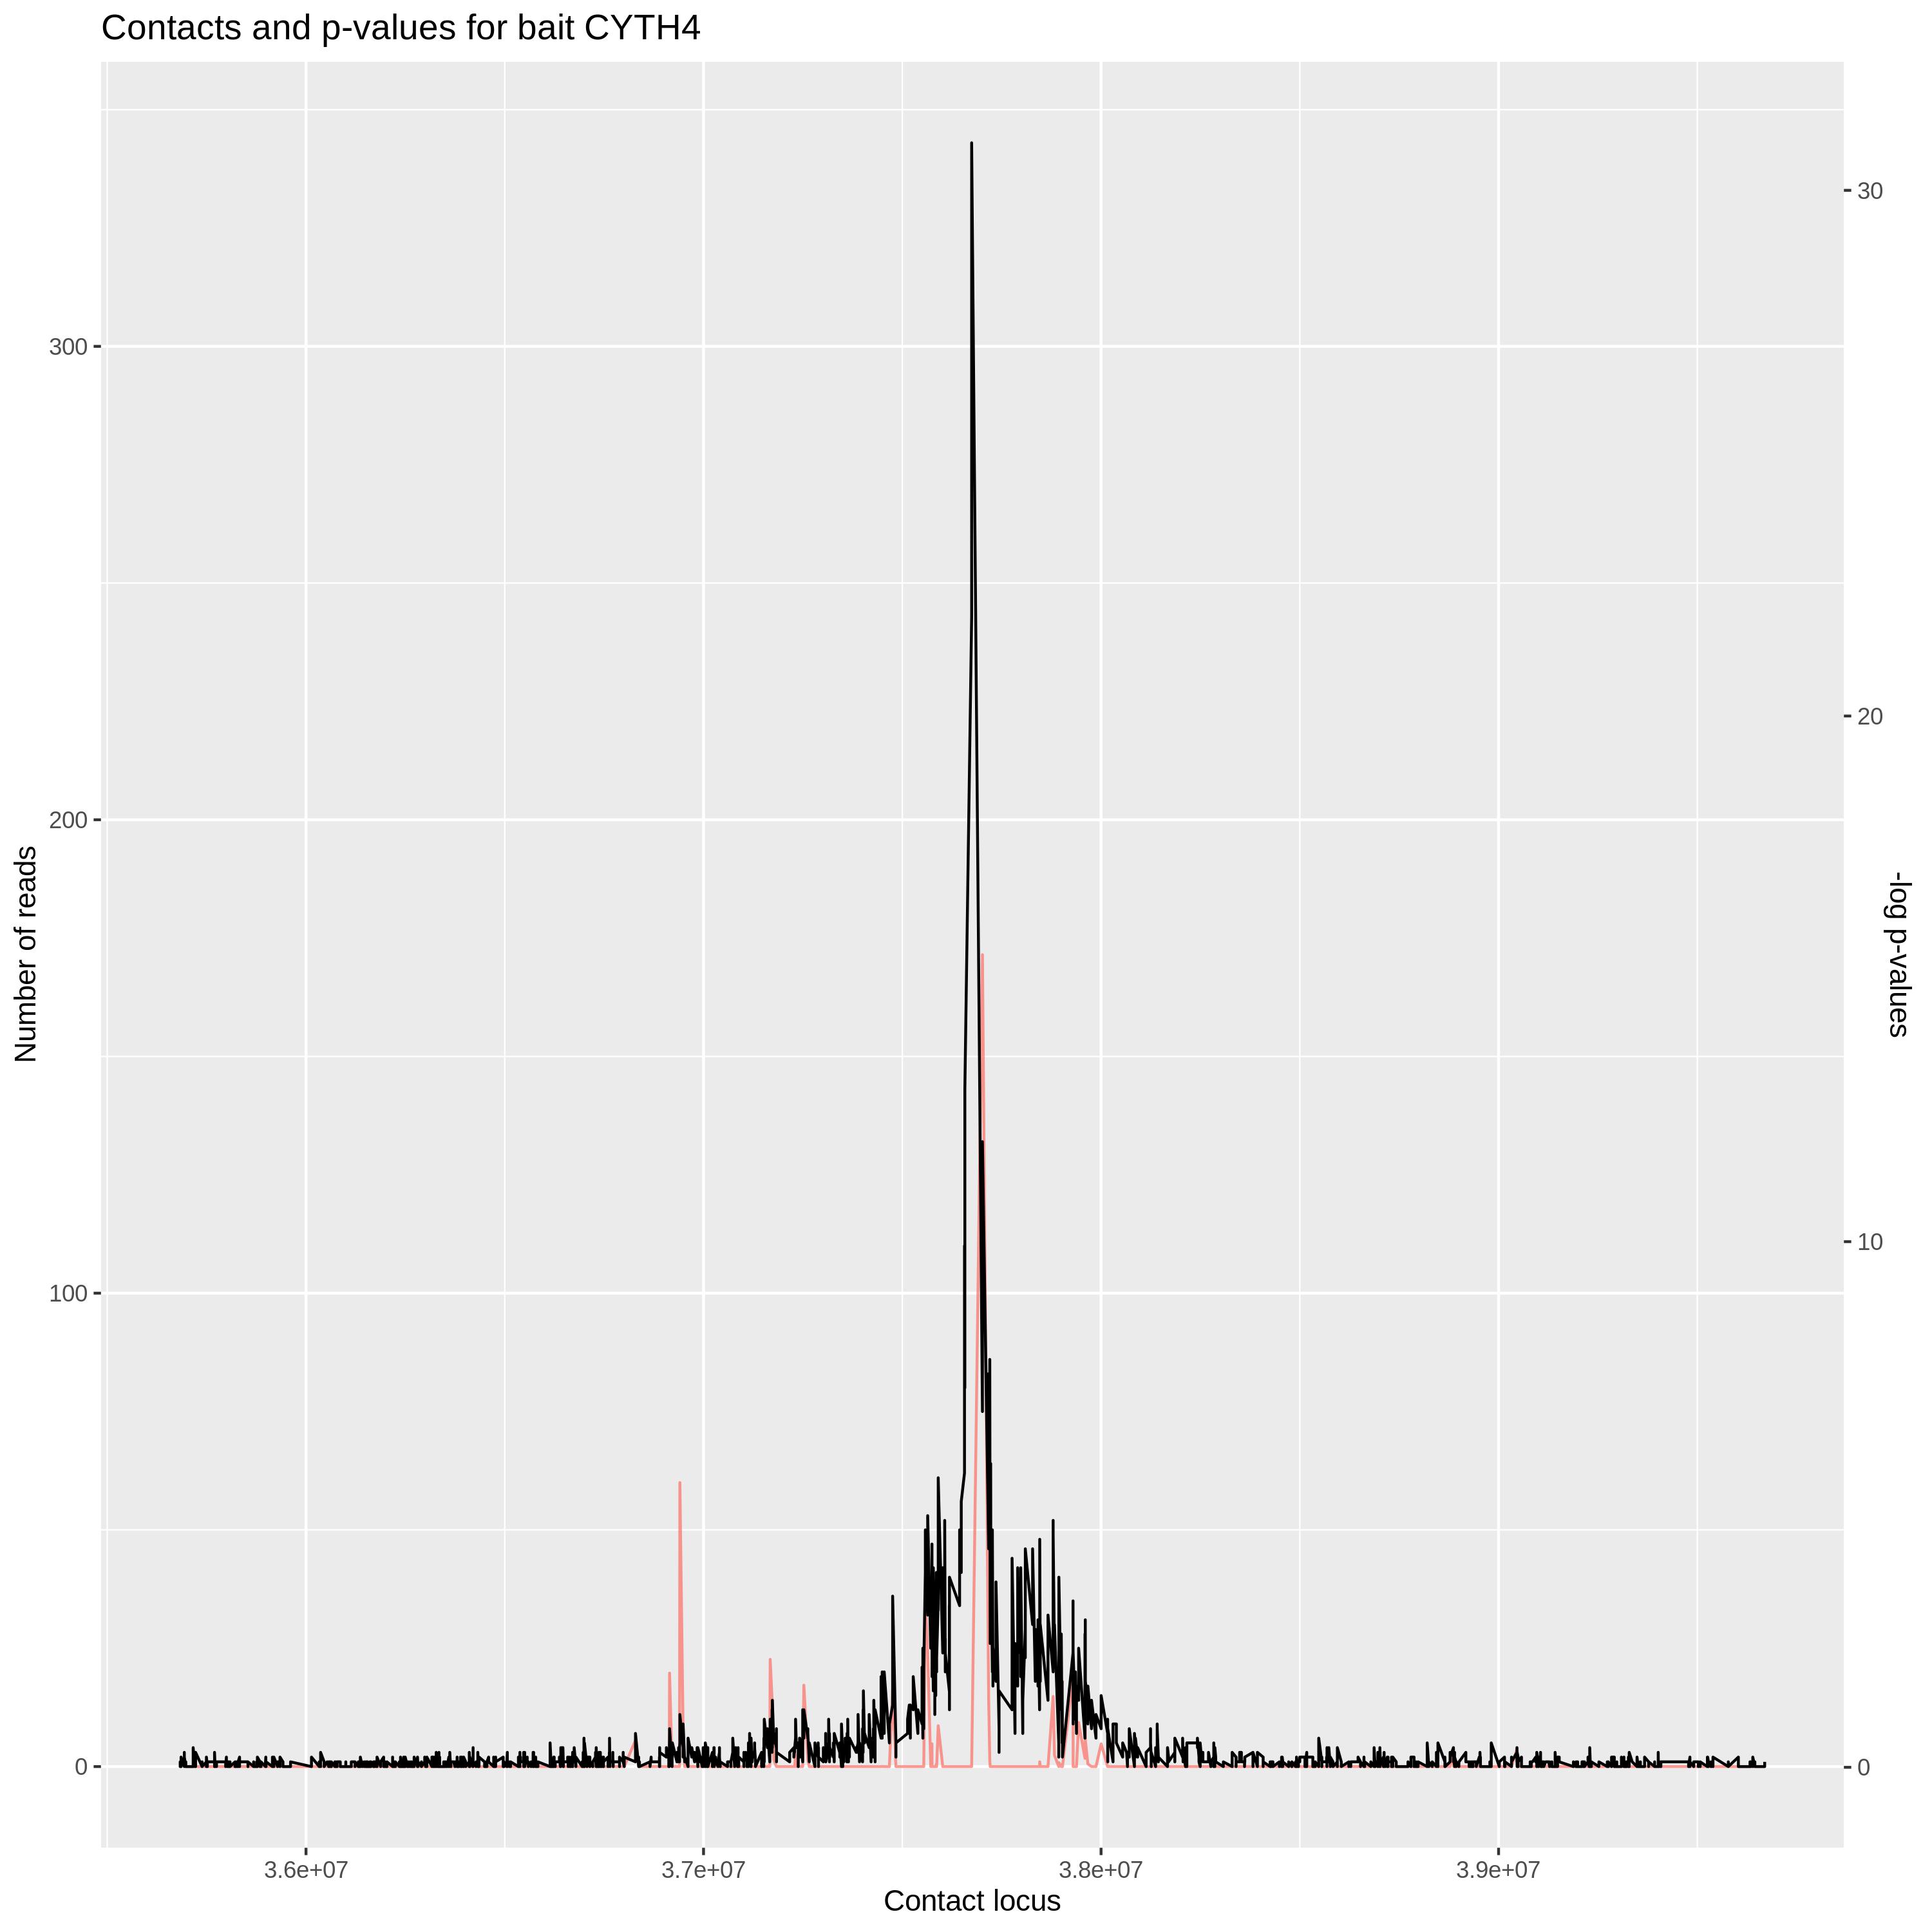 Contacts and p-values for bait CYTH4
Number of reads
300
200
100
0
30
20
10
0
-log p-values
3.6e+07
3.7e+07
3.8e+07
3.9e+07
Contact locus